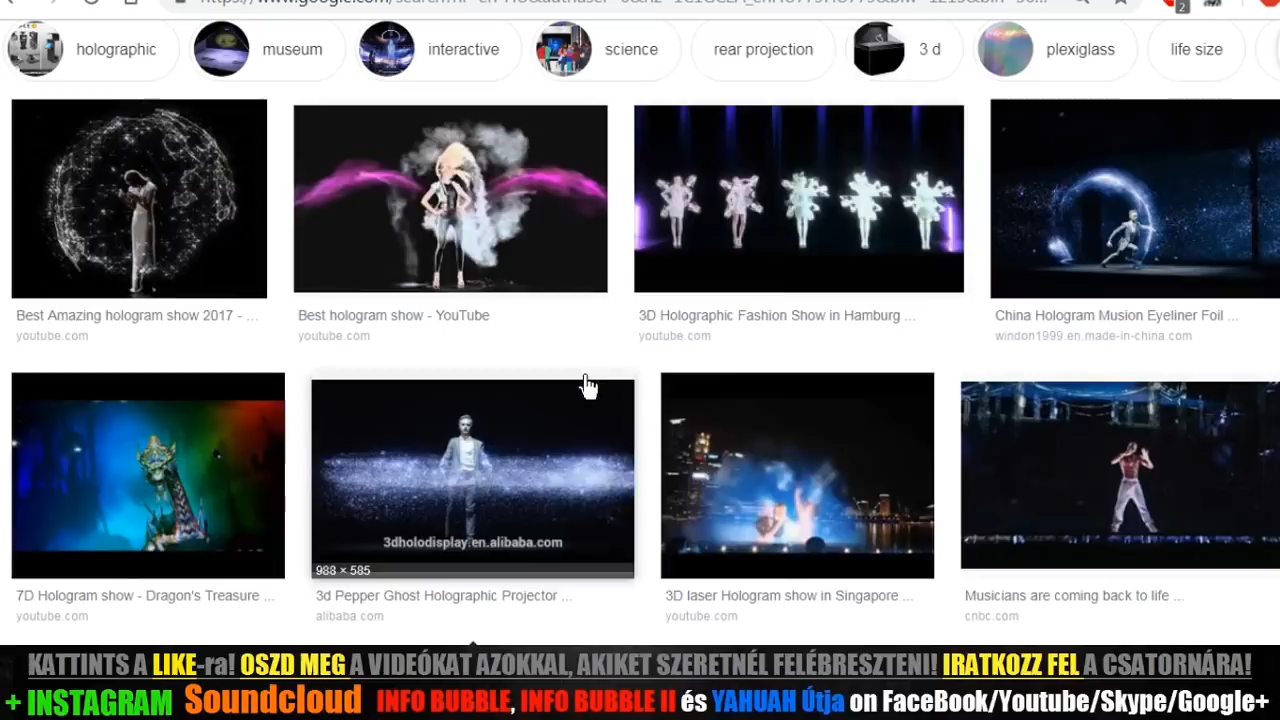 holographic
museum
interactive
science
rear projection
3 d
plexiglass
life size
2
Best Amazing hologram show 2017 - ...
youtube.com
Best hologram show - YouTube
youtube.com
3D Holographic Fashion Show in Hamburg ...
youtube.com
China Hologram Musion Eyeliner Foil ...
windon1999.en.made-in-china.com
3dholodisplay.en.alibaba.com
988 × 585
7D Hologram show - Dragon's Treasure ...
youtube.com
3d Pepper Ghost Holographic Projector ...
alibaba.com
3D laser Hologram show in Singapore ...
youtube.com
Musicians are coming back to life ...
cnbc.com
KATTINTS A LIKE-ra! OSZD MEG A VIDEÓKAT AZOKKAL, AKIKET SZERETNÉL FELÉBRESZTENI! IRATKOZZ FEL A CSATORNÁRA!
+ INSTAGRAM Soundcloud INFO BUBBLE, INFO BUBBLE II és YAHUAH Útja on FaceBook/Youtube/Skype/Google+